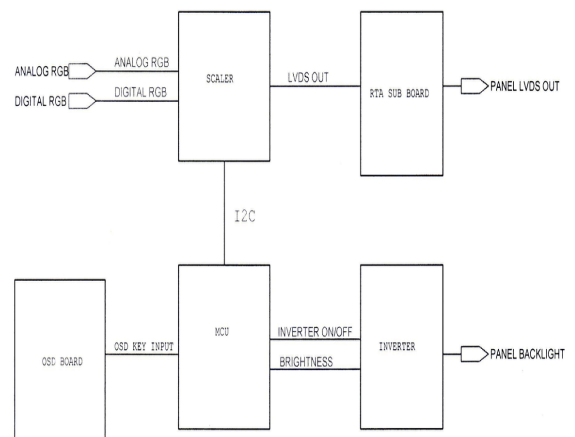 ANALOG RGB
ANALOG RGB
DIGITAL RGB
DIGITAL RGB
SCALER
LVDS OUT
RTA SUB BOARD
PANEL LVDS OUT
I2C
OSD BOARD
OSD KEY INPUT
MCU
INVERTER ON/OFF
BRIGHTNESS
INVERTER
PANEL BACKLIGHT